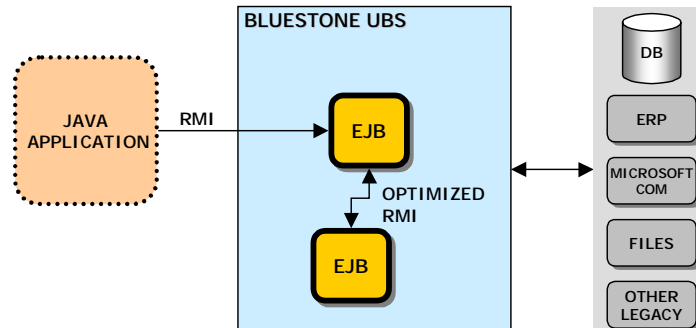 BLUESTONE UBS
JAVA
APPLICATION
RMI
EJB
OPTIMIZED
RMI
EJB
DB
ERP
MICROSOFT
COM
FILES
OTHER
LEGACY